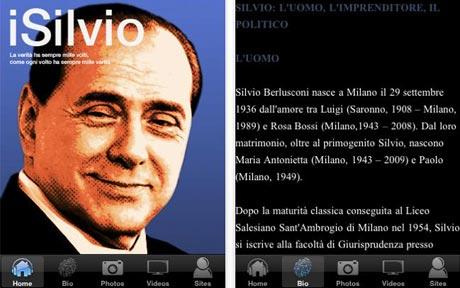 iSilvio
La verità ha sempre mille volti,
come ogni volto ha sempre mille verità
Home Bio Photos Videos Sites
SILVIO: L'UOMO, L'IMPRENDITORE, IL
POLITICO
L'UOMO
Silvio Berlusconi nasce a Milano il 29 settembre
1936 dall'amore tra Luigi (Saronno, 1908 – Milano,
1989) e Rosa Bossi (Milano,1943 – 2008). Dal loro
matrimonio, oltre al primogenito Silvio, nascono
Maria Antonietta (Milano, 1943 – 2009) e Paolo
(Milano, 1949).
Dopo la maturità classica conseguita al Liceo
Salesiano Sant'Ambrogio di Milano nel 1954, Silvio
si iscrive alla facoltà di Giurisprudenza presso
Home Bio Photos Videos Sites